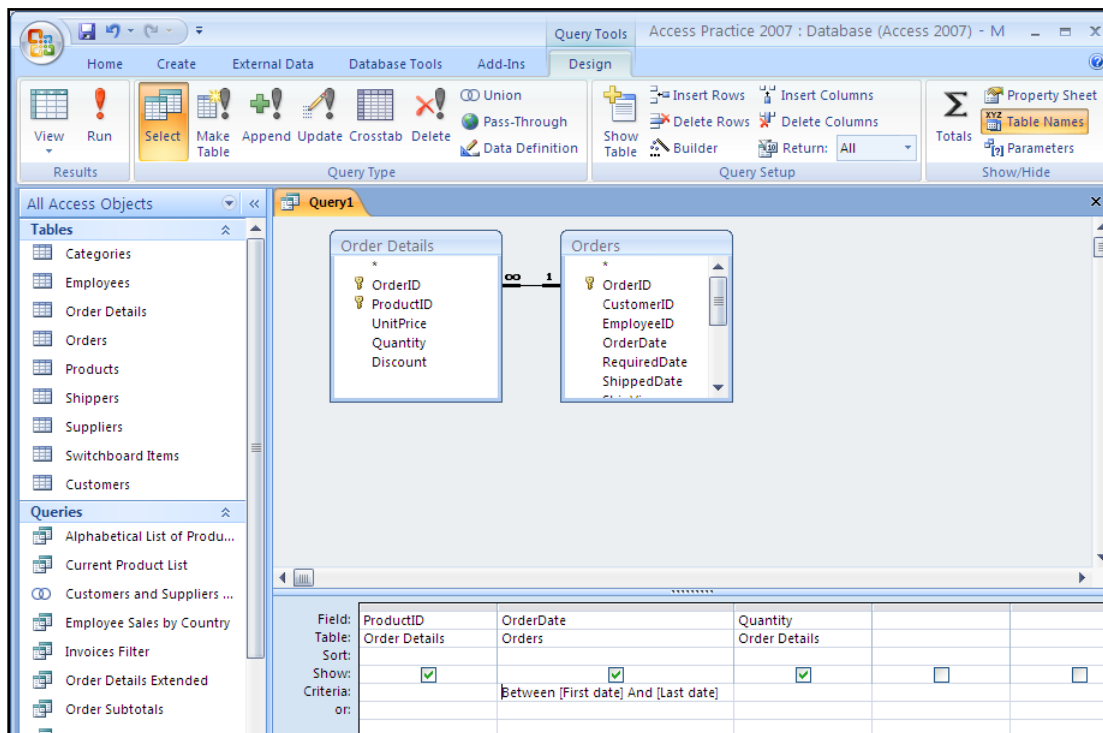 Query Tools
Access Practice 2007 : Database (Access 2007) - M
Home Create External Data Database Tools Add-Ins Design
View
Run
Select
Make Table
Append
Update
Crosstab
Delete
Union
Pass-Through
Data Definition
Show Table
Insert Rows
Delete Rows
Builder
Insert Columns
Delete Columns
Return: All
Totals
Property Sheet
XYZ Table Names
Parameters
Results
Query Type
Query Setup
Show/Hide
All Access Objects
Tables
Categories
Employees
Order Details
Orders
Products
Shippers
Suppliers
Switchboard Items
Customers
Queries
Alphabetical List of Produ...
Current Product List
Customers and Suppliers ...
Employee Sales by Country
Invoices Filter
Order Details Extended
Order Subtotals
Query1
Order Details
*
OrderID
ProductID
UnitPrice
Quantity
Discount
∞ 1
Orders
*
OrderID
CustomerID
EmployeeID
OrderDate
RequiredDate
ShippedDate
Field: ProductID OrderDate Quantity
Table: Order Details Orders Order Details
Sort:
Show:
Criteria: Between [First date] And [Last date]
or: